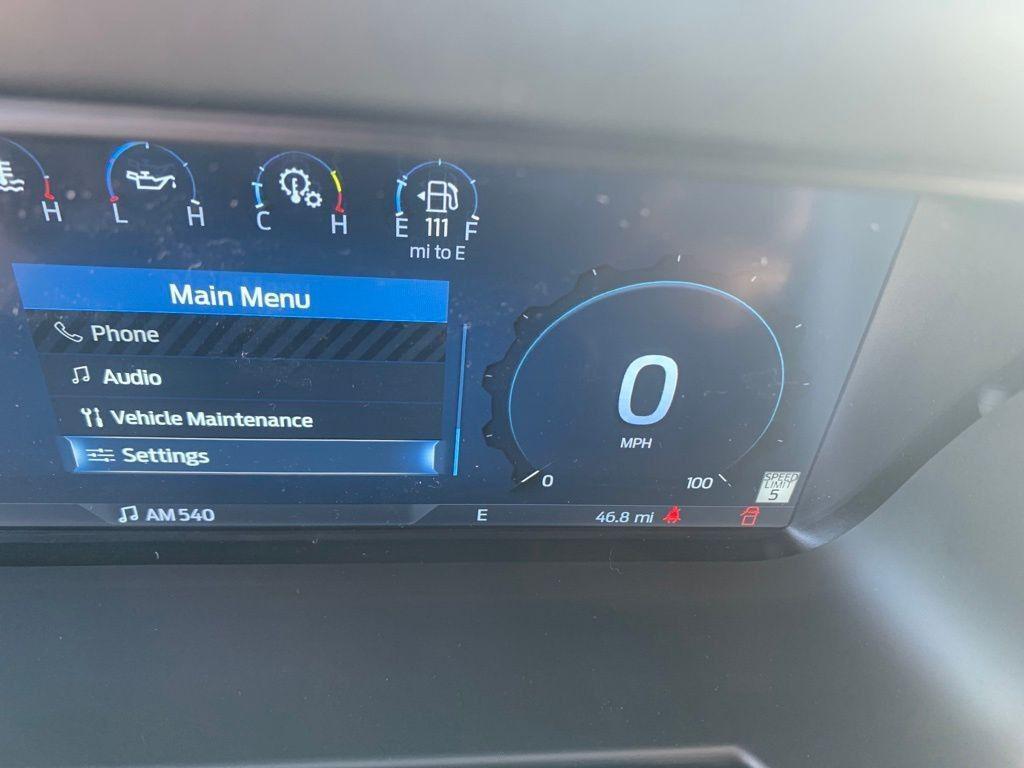 H
L H
C H
E 111 F
mi to E
Main Menu
Phone
Audio
Vehicle Maintenance
Settings
0
MPH
0 100
SPEED
LIMIT
5
AM 540 E 46.8 mi